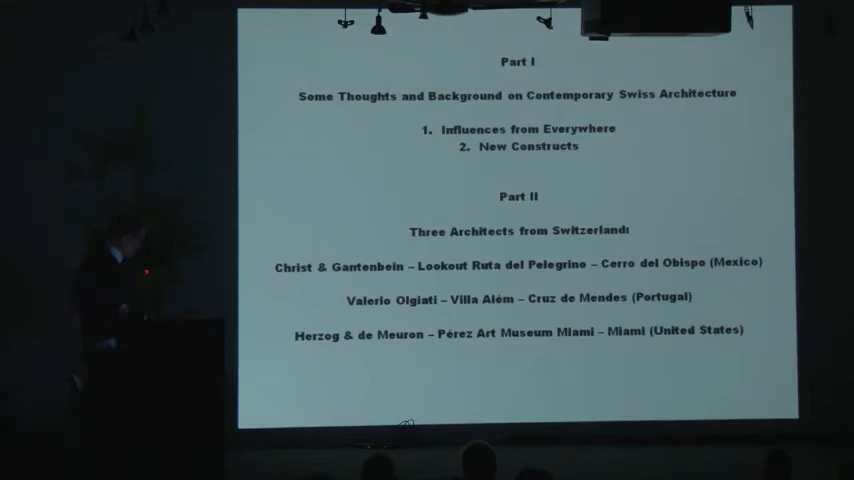 Part I
Some Thoughts and Background on Contemporary Swiss Architecture
1. Influences from Everywhere
2. New Constructs
Part II
Three Architects from Switzerland:
Christ & Gantenbein – Lookout Ruta del Pelegrino – Cerro del Obispo (Mexico)
Valerio Olgiati – Villa Além – Cruz de Mendes (Portugal)
Herzog & de Meuron – Pérez Art Museum Miami – Miami (United States)